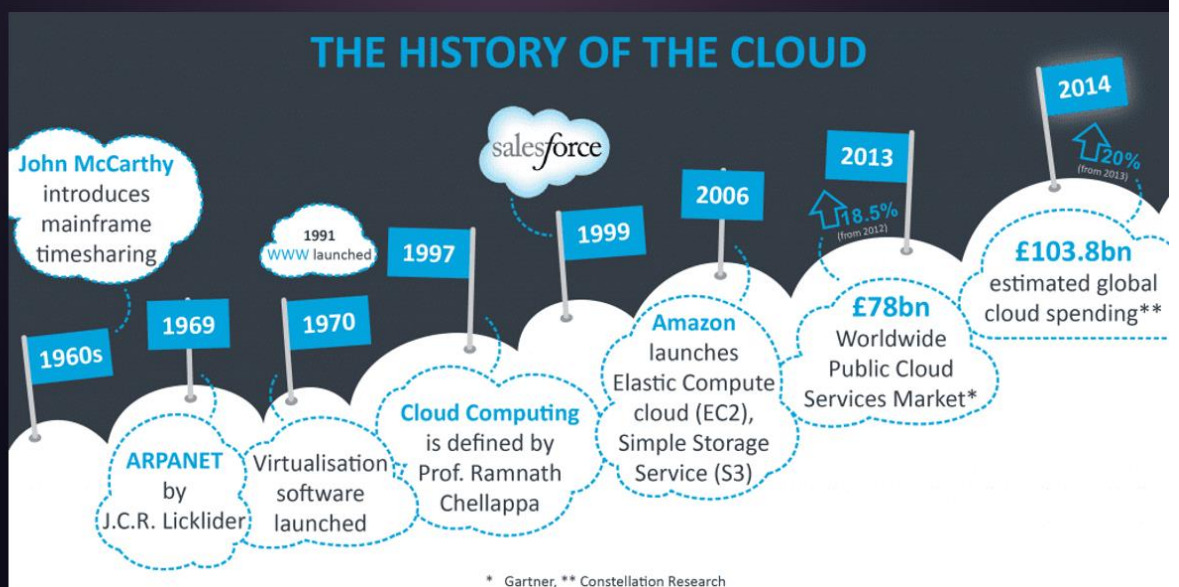 THE HISTORY OF THE CLOUD
John McCarthy
introduces
mainframe
timesharing
1960s
1969
ARPANET
by
J.C.R. Licklider
1970
Virtualisation
software
launched
1991
WWW launched
1997
Cloud Computing
is defined by
Prof. Ramnath
Chellappa
salesforce
1999
2006
Amazon
launches
Elastic Compute
cloud (EC2),
Simple Storage
Service (S3)
2013
18.5%
(from 2012)
£78bn
Worldwide
Public Cloud
Services Market*
2014
20%
(from 2013)
£103.8bn
estimated global
cloud spending**
* Gartner, ** Constellation Research